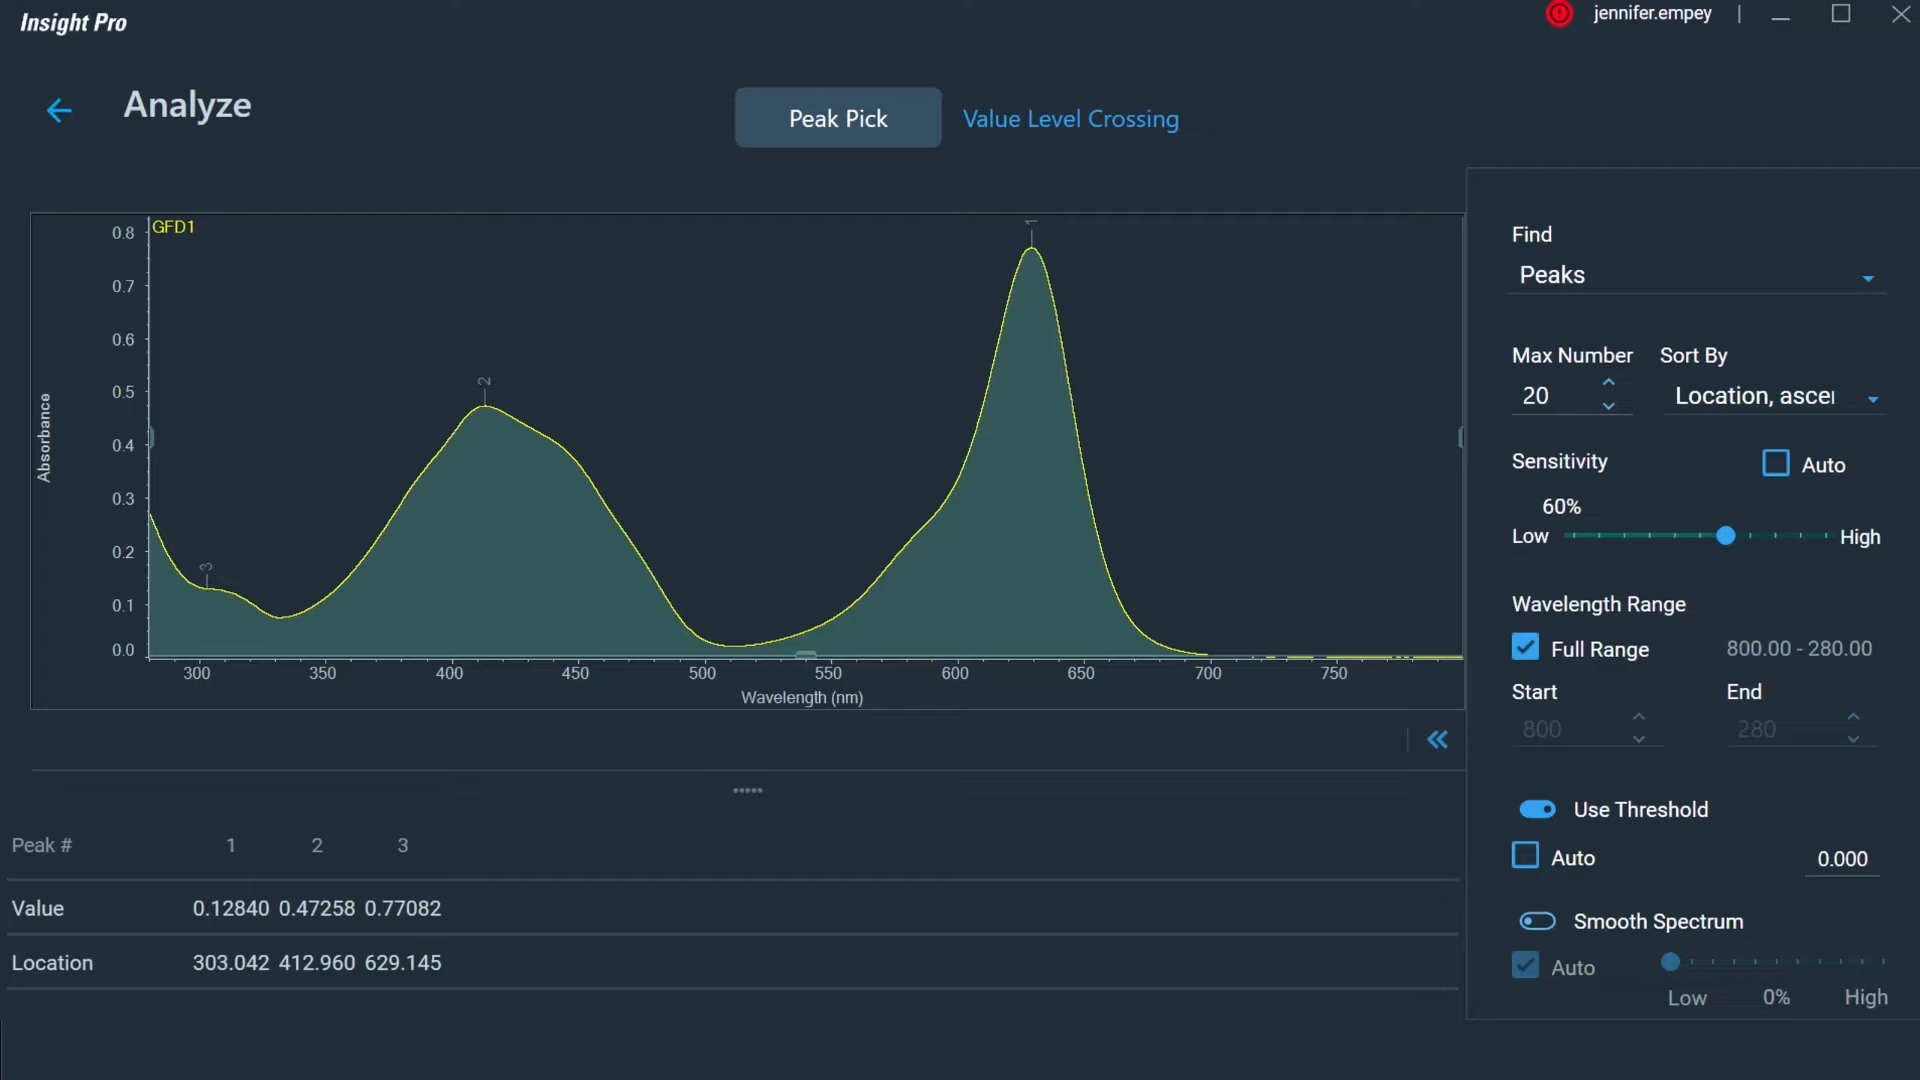 Insight Pro
jennifer.empey
Analyze
Peak Pick
Value Level Crossing
GFD1
0.8
0.7
0.6
0.5
0.4
0.3
0.2
0.1
0.0
Absorbance
1
2
3
300 350 400 450 500 550 600 650 700 750
Wavelength (nm)
Find
Peaks
Max Number Sort By
20 Location, ascer
Sensitivity Auto
60%
Low High
Wavelength Range
Full Range 800.00 - 280.00
Start End
800 280
Use Threshold
Auto 0.000
Smooth Spectrum
Auto
Low 0% High
Peak # 1 2 3
Value 0.12840 0.47258 0.77082
Location 303.042 412.960 629.145